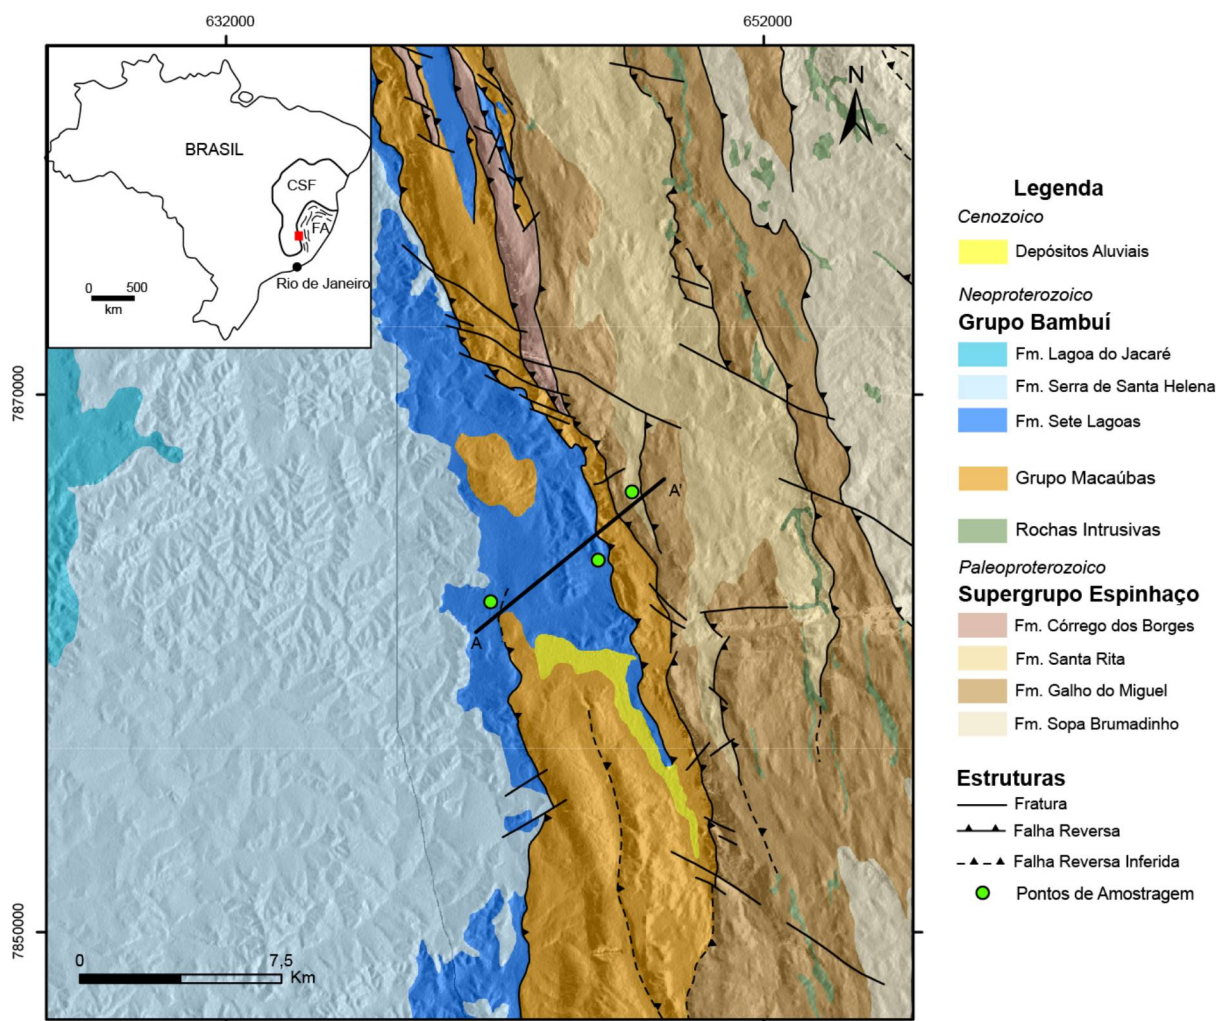 632000
652000
BRASIL
CSF
FA
Rio de Janeiro
0 500
km
N
7870000
7850000
A
A'
0 7,5
Km
Legenda
Cenozoico
Depósitos Aluviais
Neoproterozoico
Grupo Bambuí
Fm. Lagoa do Jacaré
Fm. Serra de Santa Helena
Fm. Sete Lagoas
Grupo Macaúbas
Rochas Intrusivas
Paleoproterozoico
Supergrupo Espinhaço
Fm. Córrego dos Borges
Fm. Santa Rita
Fm. Galho do Miguel
Fm. Sopa Brumadinho
Estruturas
Fratura
Falha Reversa
Falha Reversa Inferida
Pontos de Amostragem